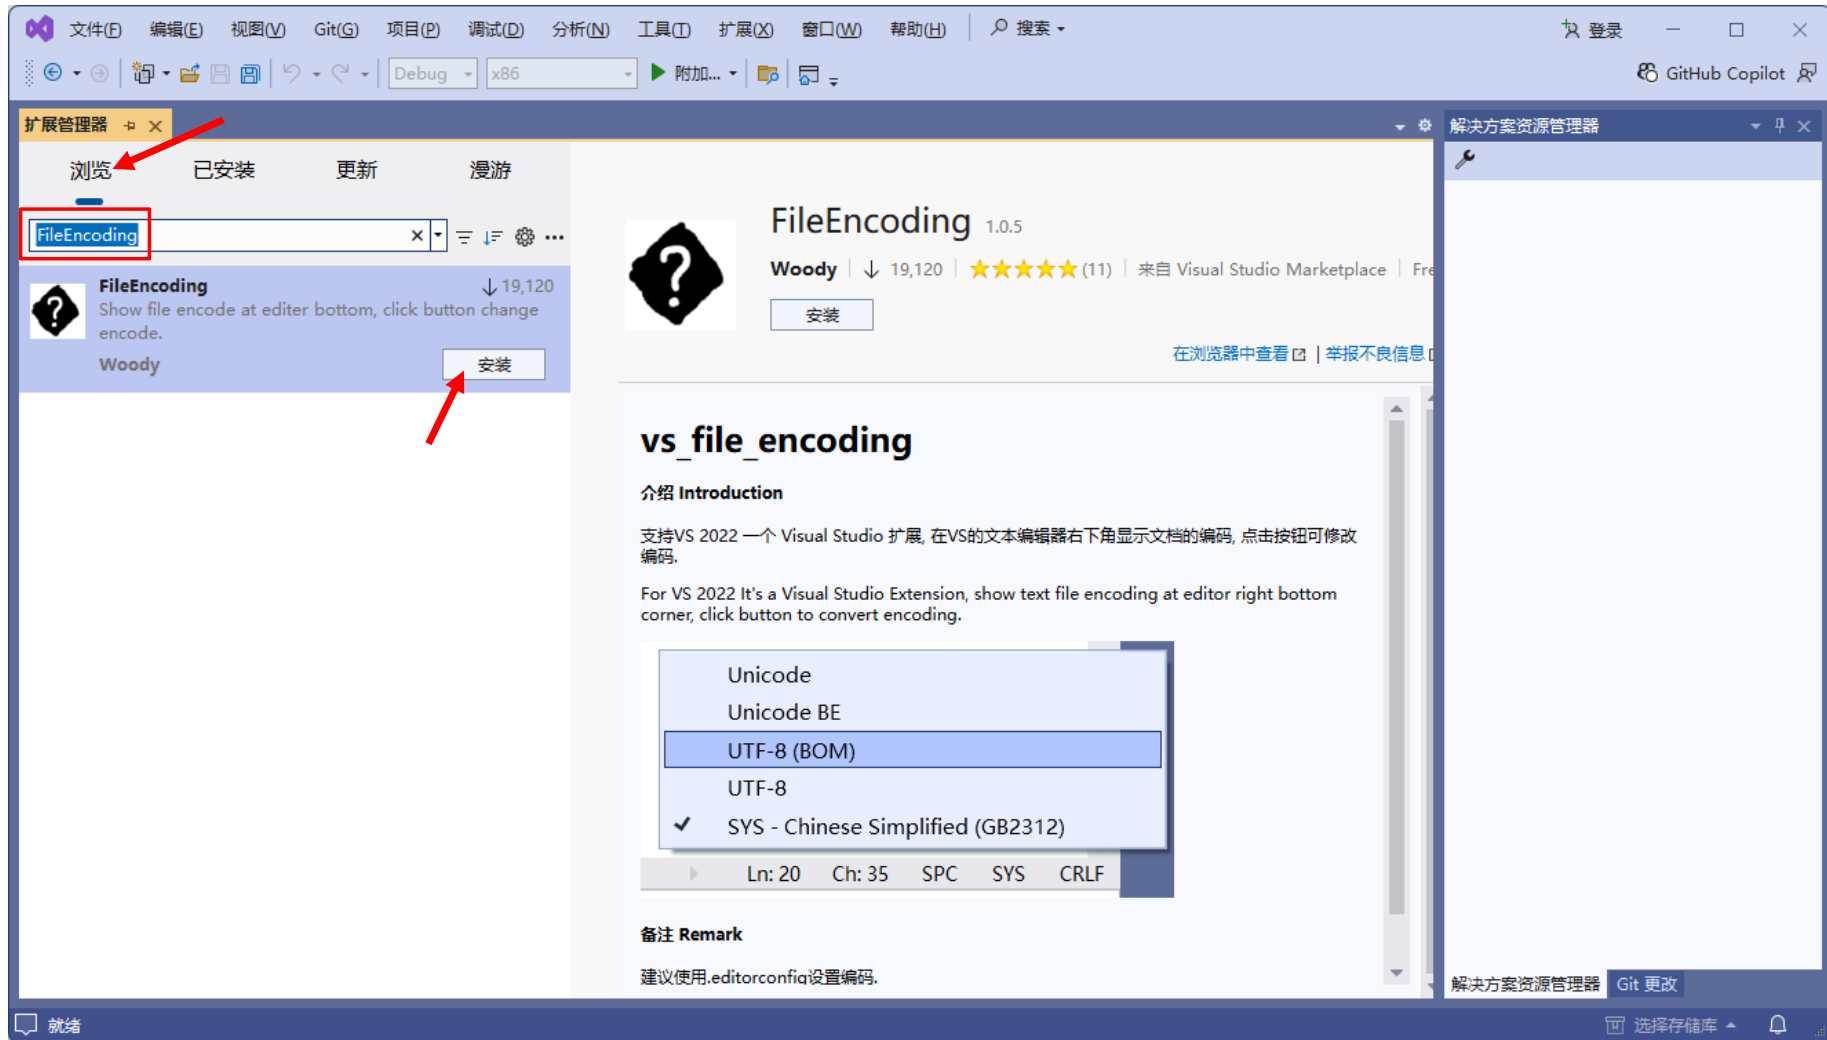 文件(F) 编辑(E) 视图(V) Git(G) 项目(P) 调试(D) 分析(N) 工具(T) 扩展(X) 窗口(W) 帮助(H) 搜索 登录
Debug x86 附加... GitHub Copilot
扩展管理器
浏览 已安装 更新 漫游
FileEncoding
FileEncoding 19,120
Show file encode at editer bottom, click button change
encode.
Woody 安装
FileEncoding 1.0.5
Woody 19,120 (11) 来自 Visual Studio Marketplace Fre
安装
在浏览器中查看 | 举报不良信息
vs_file_encoding
介绍 Introduction
支持VS 2022 一个 Visual Studio 扩展, 在VS的文本编辑器右下角显示文档的编码, 点击按钮可修改
编码.
For VS 2022 It's a Visual Studio Extension, show text file encoding at editor right bottom
corner, click button to convert encoding.
Unicode
Unicode BE
UTF-8 (BOM)
UTF-8
SYS - Chinese Simplified (GB2312)
Ln: 20 Ch: 35 SPC SYS CRLF
备注 Remark
建议使用.editorconfig设置编码.
解决方案资源管理器
解决方案资源管理器 Git 更改
就绪 选择存储库